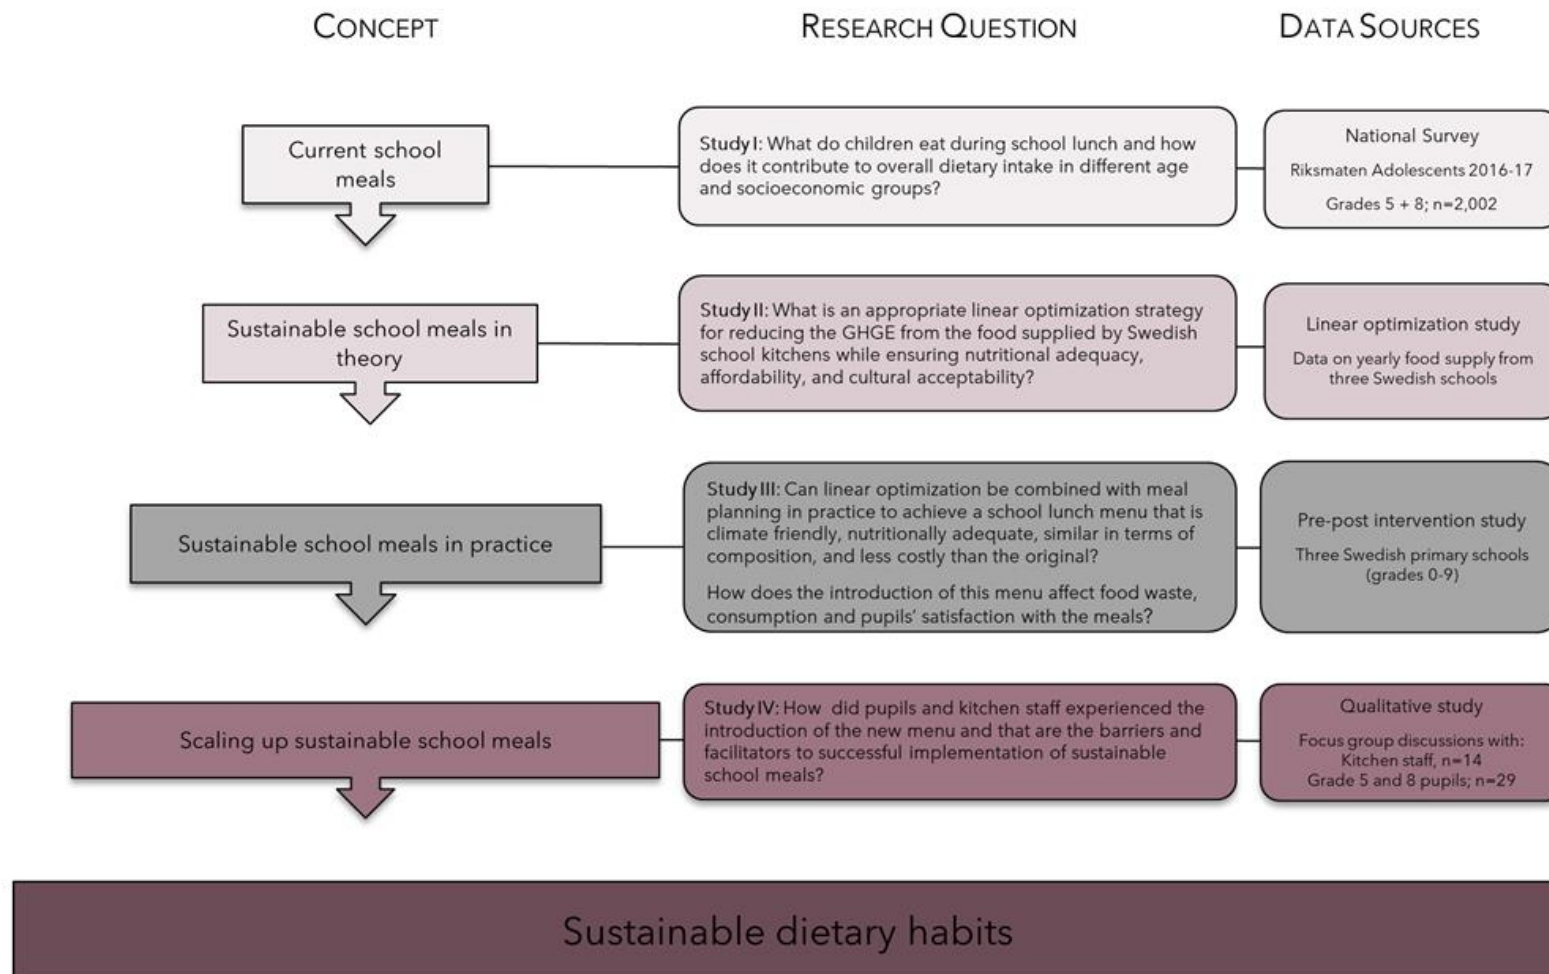 CONCEPT
RESEARCH QUESTION
DATA SOURCES
Current school
meals
Study I: What do children eat during school lunch and how
does it contribute to overall dietary intake in different age
and socioeconomic groups?
National Survey
Riksmaten Adolescents 2016-17
Grades 5 + 8; n=2,002
Sustainable school meals in
theory
Study II: What is an appropriate linear optimization strategy
for reducing the GHGE from the food supplied by Swedish
school kitchens while ensuring nutritional adequacy,
affordability, and cultural acceptability?
Linear optimization study
Data on yearly food supply from
three Swedish schools
Sustainable school meals in practice
Study III: Can linear optimization be combined with meal
planning in practice to achieve a school lunch menu that is
climate friendly, nutritionally adequate, similar in terms of
composition, and less costly than the original?
How does the introduction of this menu affect food waste,
consumption and pupils’ satisfaction with the meals?
Pre-post intervention study
Three Swedish primary schools
(grades 0-9)
Scaling up sustainable school meals
Study IV: How did pupils and kitchen staff experienced the
introduction of the new menu and that are the barriers and
facilitators to successful implementation of sustainable
school meals?
Qualitative study
Focus group discussions with:
Kitchen staff, n=14
Grade 5 and 8 pupils; n=29
Sustainable dietary habits